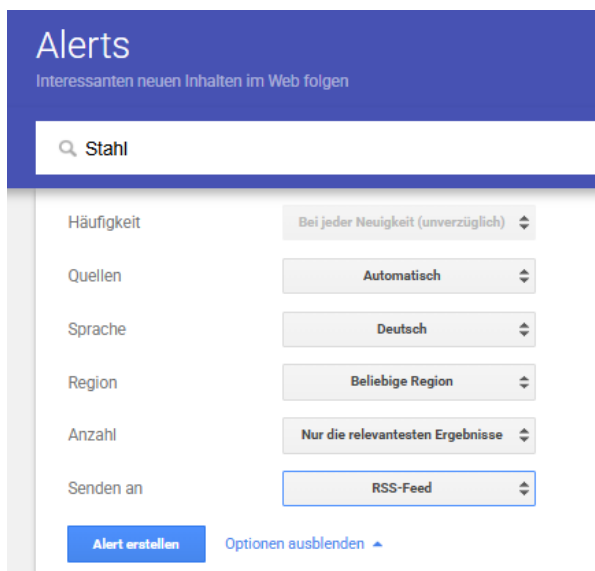 Alerts
Interessanten neuen Inhalten im Web folgen
Stahl
Häufigkeit Bei jeder Neuigkeit (unverzüglich)
Quellen Automatisch
Sprache Deutsch
Region Beliebige Region
Anzahl Nur die relevantesten Ergebnisse
Senden an RSS-Feed
Alert erstellen Optionen ausblenden